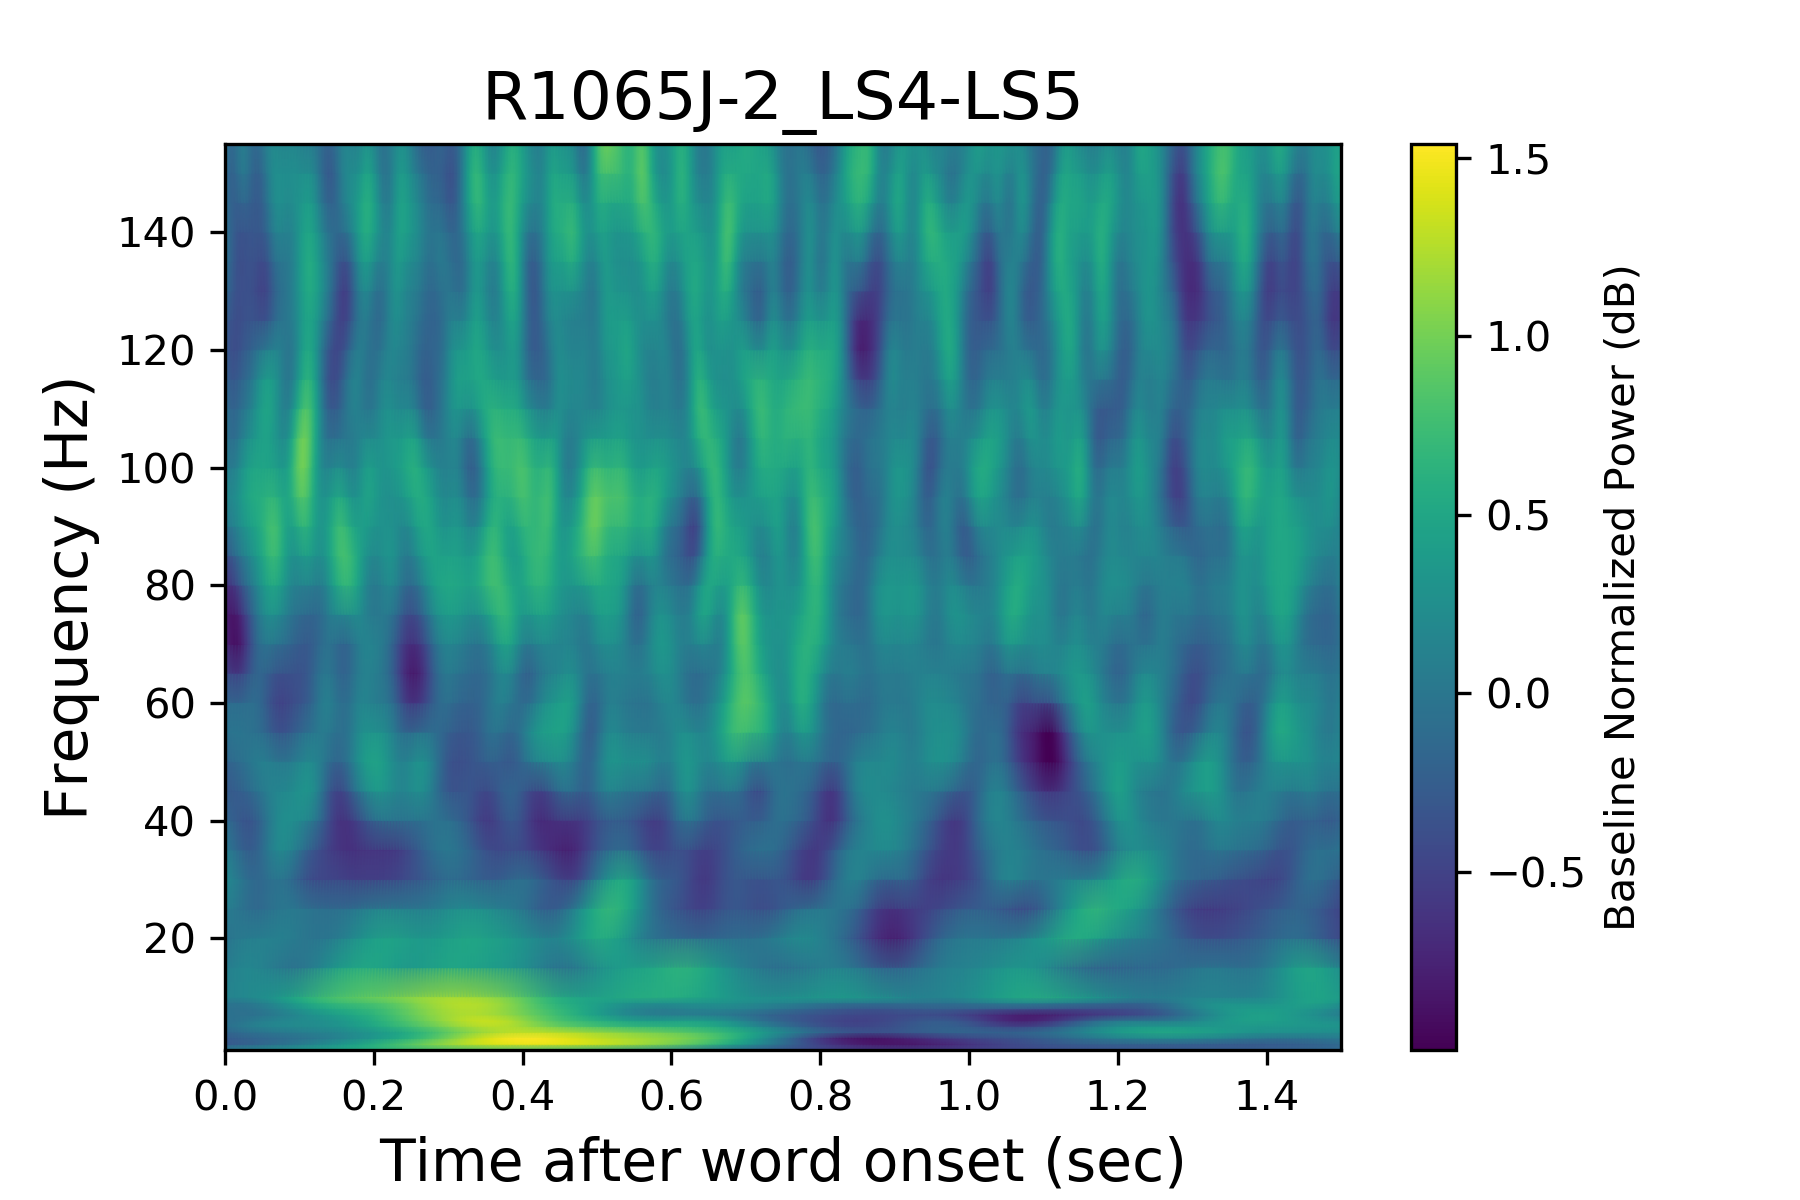 R1065J-2_LS4-LS5
Frequency (Hz)
140
120
100
80
60
40
20
0.0 0.2 0.4 0.6 0.8 1.0 1.2 1.4
Time after word onset (sec)
1.5
1.0
0.5
0.0
−0.5
Baseline Normalized Power (dB)